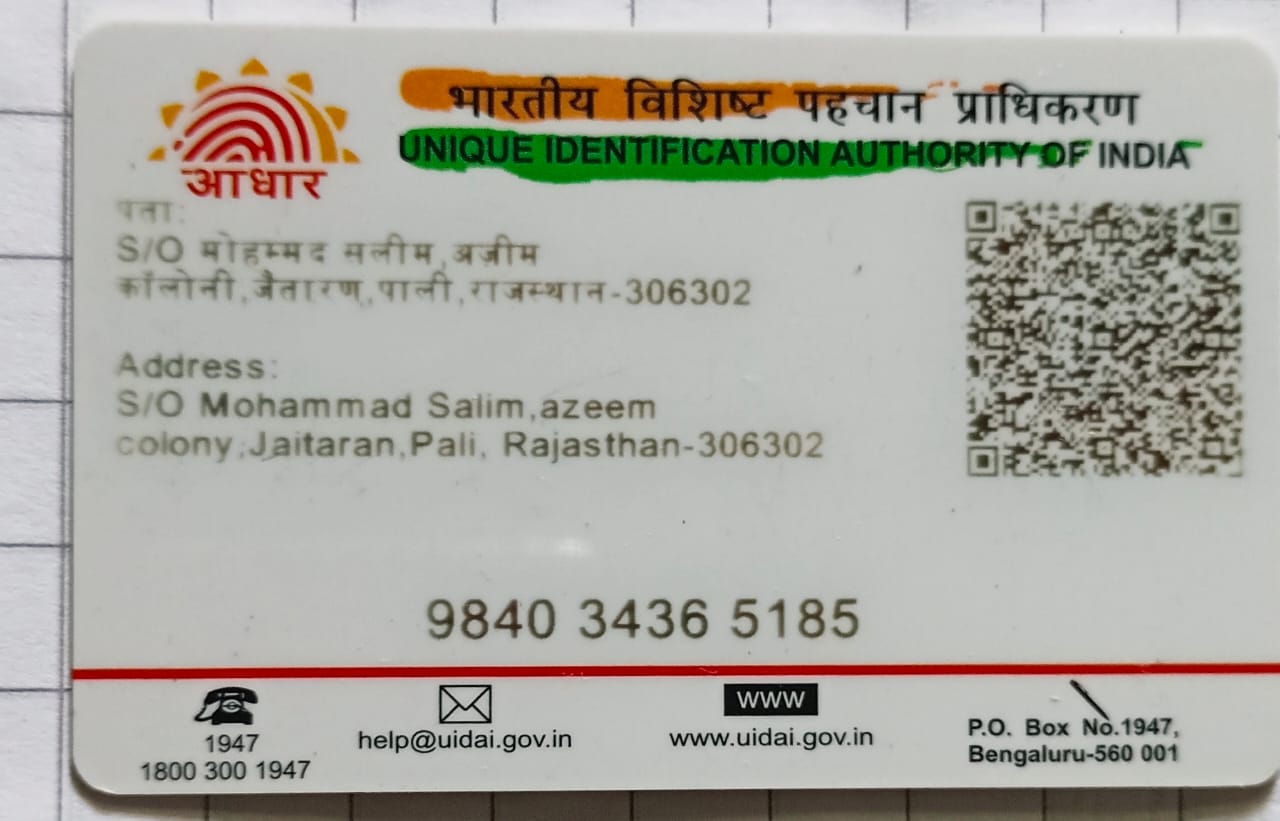 भारतीय विशिष्ट पहचान प्राधिकरण
UNIQUE IDENTIFICATION AUTHORITY OF INDIA
आधार
पता:
S/O मोहम्मद सलीम,अज़ीम
कॉलोनी,जैतारण,पाली,राजस्थान-306302
Address:
S/O Mohammad Salim,azeem
colony,Jaitaran,Pali, Rajasthan-306302
9840 3436 5185
1947
1800 300 1947
help@uidai.gov.in
WWW
www.uidai.gov.in
P.O. Box No.1947,
Bengaluru-560 001